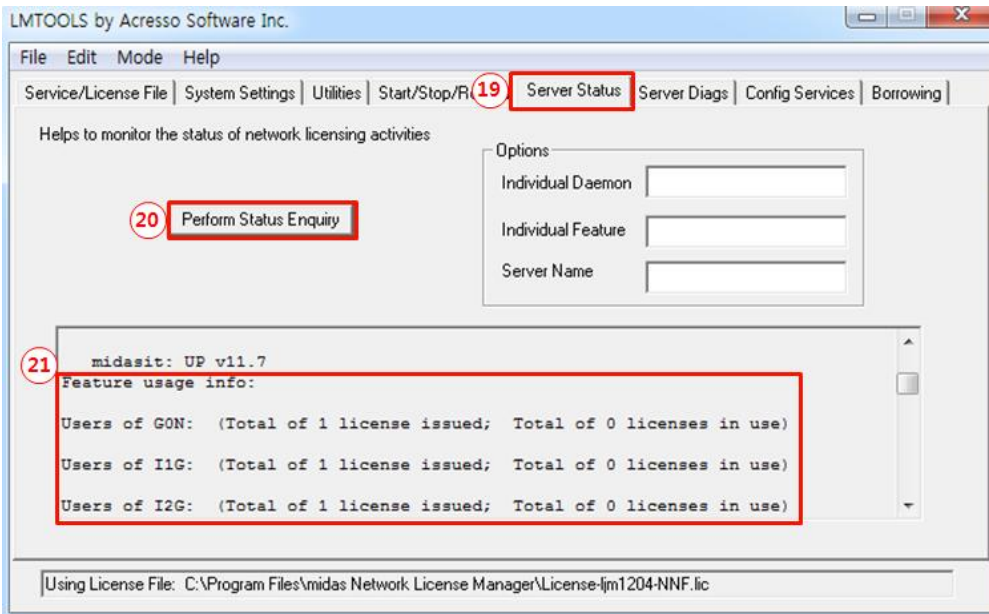 LMTOOLS by Acresso Software Inc.
File Edit Mode Help
Service/License File System Settings Utilities Start/Stop/R 19 Server Status Server Diags Config Services Borrowing
Helps to monitor the status of network licensing activities
Options
Individual Daemon
20 Perform Status Enquiry
Individual Feature
Server Name
midasit: UP v11.7
21
Feature usage info:
Users of G0N: (Total of 1 license issued; Total of 0 licenses in use)
Users of I1G: (Total of 1 license issued; Total of 0 licenses in use)
Users of I2G: (Total of 1 license issued; Total of 0 licenses in use)
Using License File: C:\Program Files\midas Network License Manager\License-ljm1204-NNF.lic